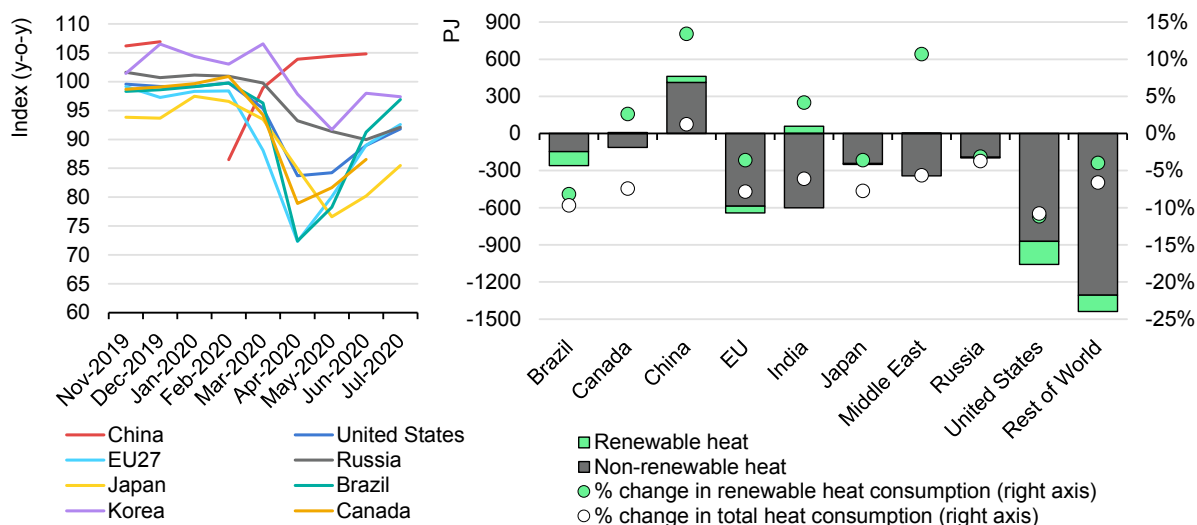 Index (y-o-y)
110
105
100
95
90
85
80
75
70
65
60
Nov-2019
Dec-2019
Jan-2020
Feb-2020
Mar-2020
Apr-2020
May-2020
Jun-2020
Jul-2020
China
United States
EU27
Russia
Japan
Brazil
Korea
Canada
PJ
900
600
300
0
-300
-600
-900
-1200
-1500
15%
10%
5%
0%
-5%
-10%
-15%
-20%
-25%
Brazil
Canada
China
EU
India
Japan
Middle East
Russia
United States
Rest of World
Renewable heat
Non-renewable heat
% change in renewable heat consumption (right axis)
% change in total heat consumption (right axis)